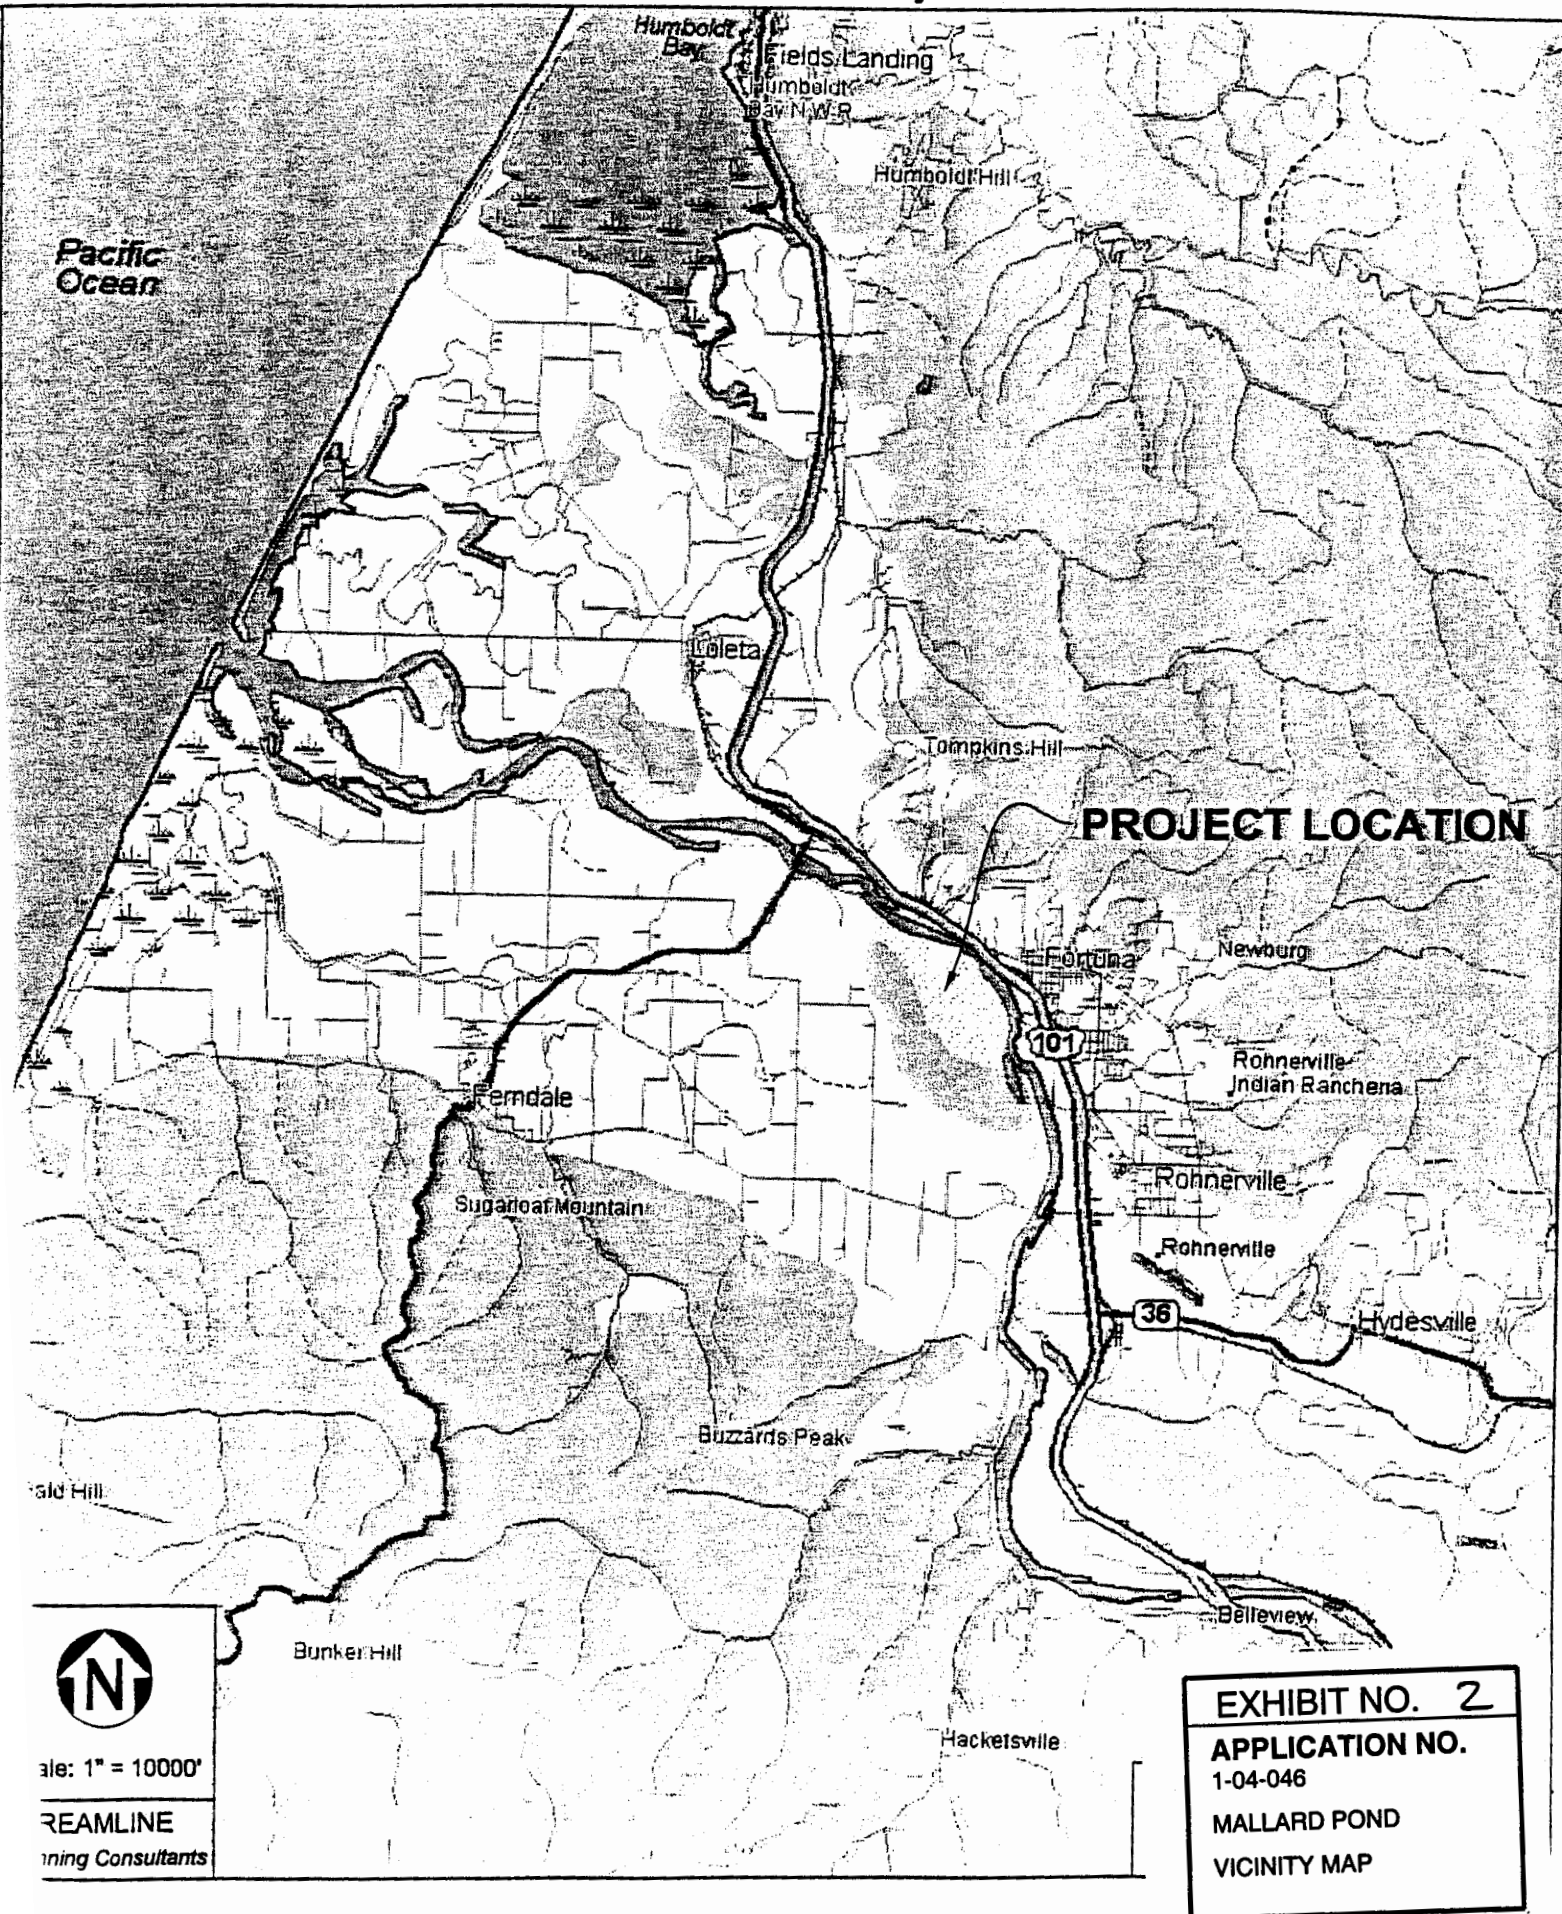 Humboldt
Bay
Fields Landing
Humboldt
Bay N.W.R.
Humboldt Hill
Pacific
Ocean
Loleta
Tompkins Hill
PROJECT LOCATION
Fortuna
Newburg
101
Rohnerville
Indian Rancheria
Ferndale
Rohnerville
Sugarloaf Mountain
Rohnerville
36
Hydesville
Buzzards Peak
ald Hill
Belleview
Bunker Hill
N
Hacketsville
ale: 1" = 10000'
REAMLINE
nning Consultants
EXHIBIT NO. 2
APPLICATION NO.
1-04-046
MALLARD POND
VICINITY MAP